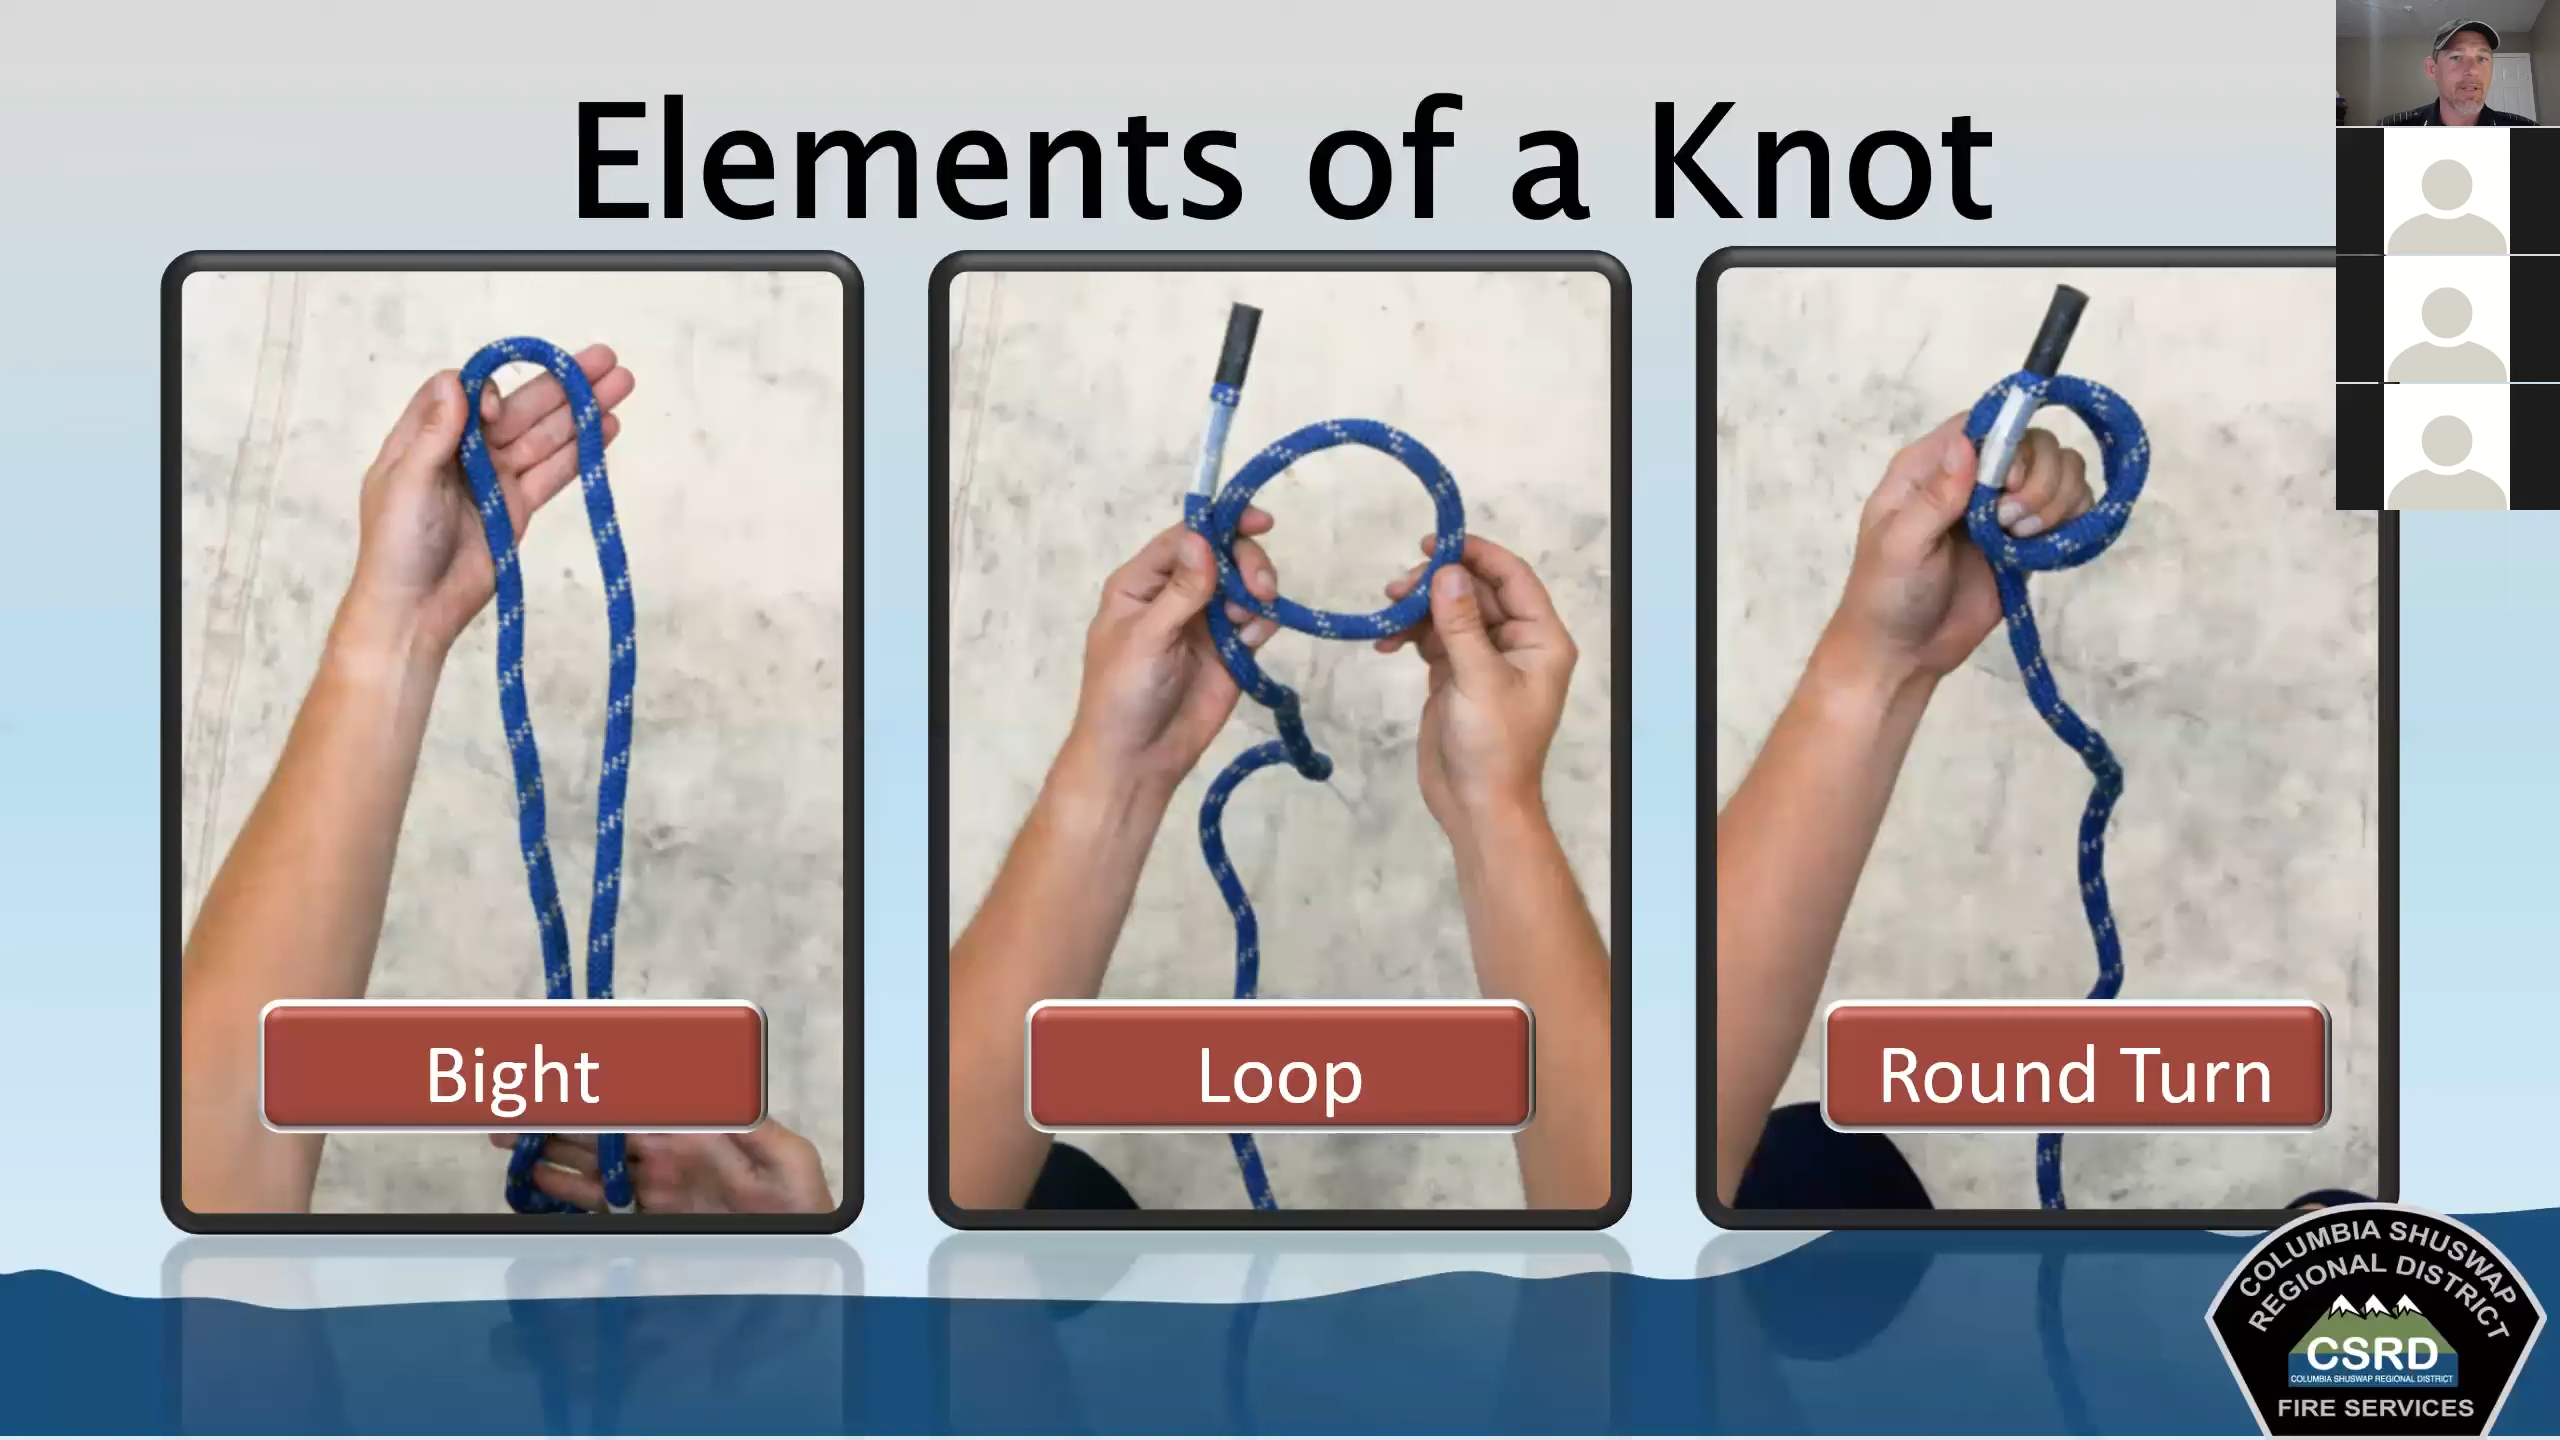 Elements of a Knot
Bight
Loop
Round Turn
COLUMBIA SHUSWAP
REGIONAL DISTRICT
CSRD
COLUMBIA SHUSWAP REGIONAL DISTRICT
FIRE SERVICES